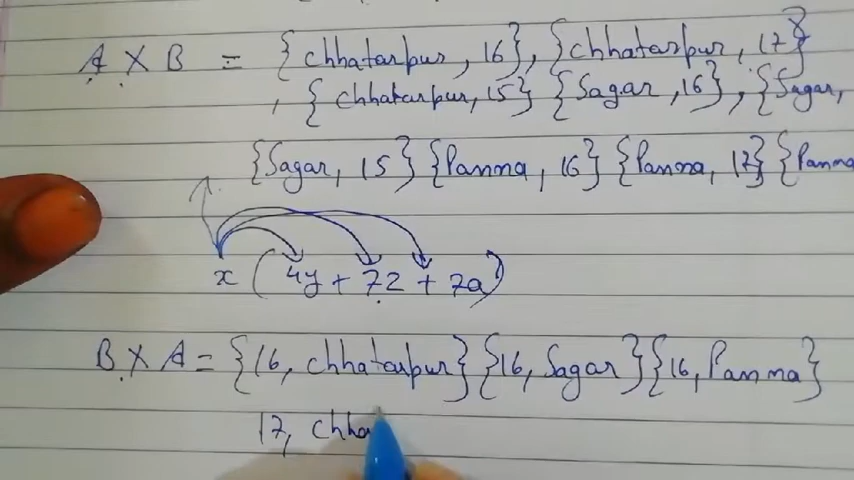 A X B = {chhatarpur, 16}, {chhatarpur, 17}
, {chhatarpur, 15} {Sagar, 16}, {Sagar,
{Sagar, 15} {Panna, 16} {Panna, 17} {Panna
x (4y + 7z + 7a)
B X A = {16, chhatarpur} {16, Sagar} {16, Panna}
17, chha